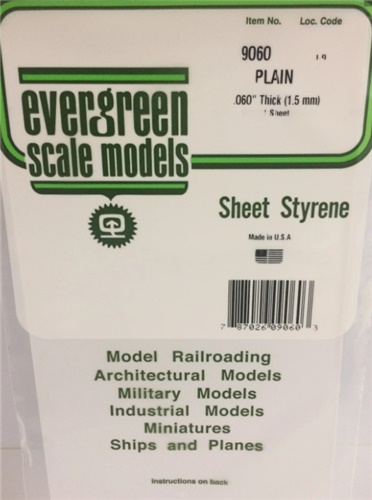 Item No. Loc. Code
9060 L9
PLAIN
.060" Thick (1.5 mm)
1 Sheet
evergreen
scale models
Sheet Styrene
Made in U.S.A
7 87026 09060 3
Model Railroading
Architectural Models
Military Models
Industrial Models
Miniatures
Ships and Planes
Instructions on back